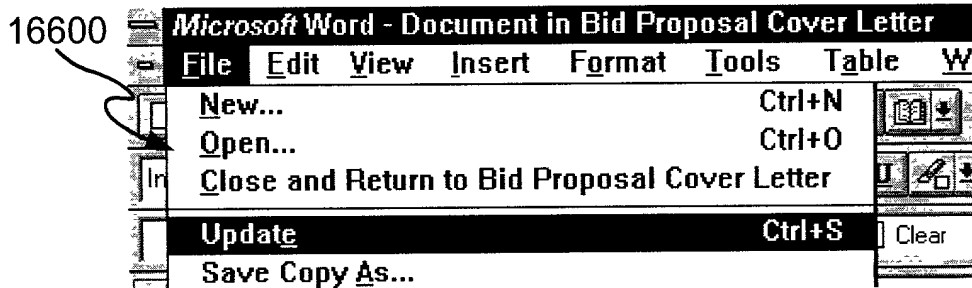 16600
Microsoft Word - Document in Bid Proposal Cover Letter
File Edit View Insert Format Tools Table W
New... Ctrl+N
Open... Ctrl+O
In
Close and Return to Bid Proposal Cover Letter
U
Update Ctrl+S
Clear
Save Copy As...